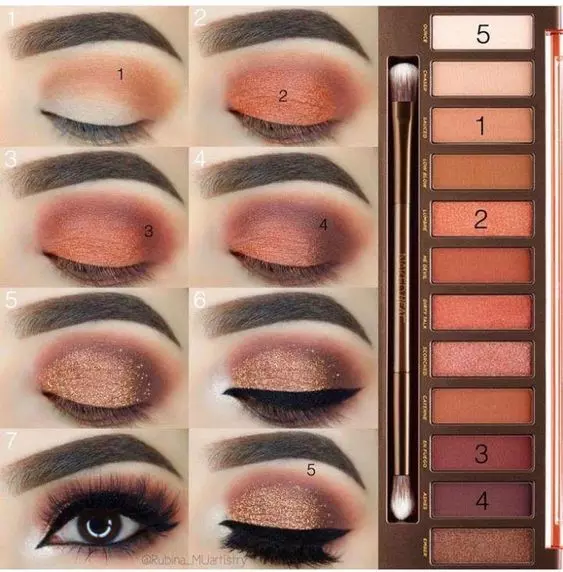 1
1
2
2
3
3
4
4
5
6
7
5
@Rubina_MUartistry
NAKED HEAT
5
OUNCE
CHASER
1
SAUCED
LOW BLOW
2
LUMBRE
HE DEVIL
DIRTY TALK
SCORCHED
CAYENNE
3
EN FUEGO
4
ASHES
EMBER